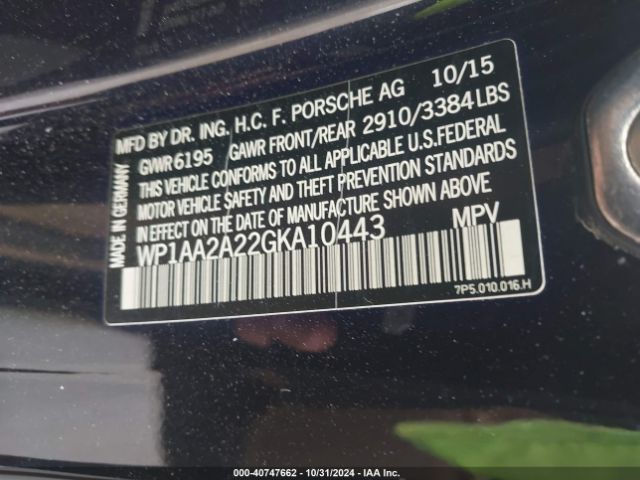 MFD BY DR. ING. H.C. F. PORSCHE AG 10/15
GVWR 6195 GAWR FRONT/REAR 2910/3384 LBS
THIS VEHICLE CONFORMS TO ALL APPLICABLE U.S. FEDERAL
MOTOR VEHICLE SAFETY AND THEFT PREVENTION STANDARDS
IN EFFECT ON THE DATE OF MANUFACTURE SHOWN ABOVE
WP1AA2A22GKA10443 MPV
MADE IN GERMANY
7P5.010.016.H
00-40747662 - 10/31/2024 - IAA Inc.